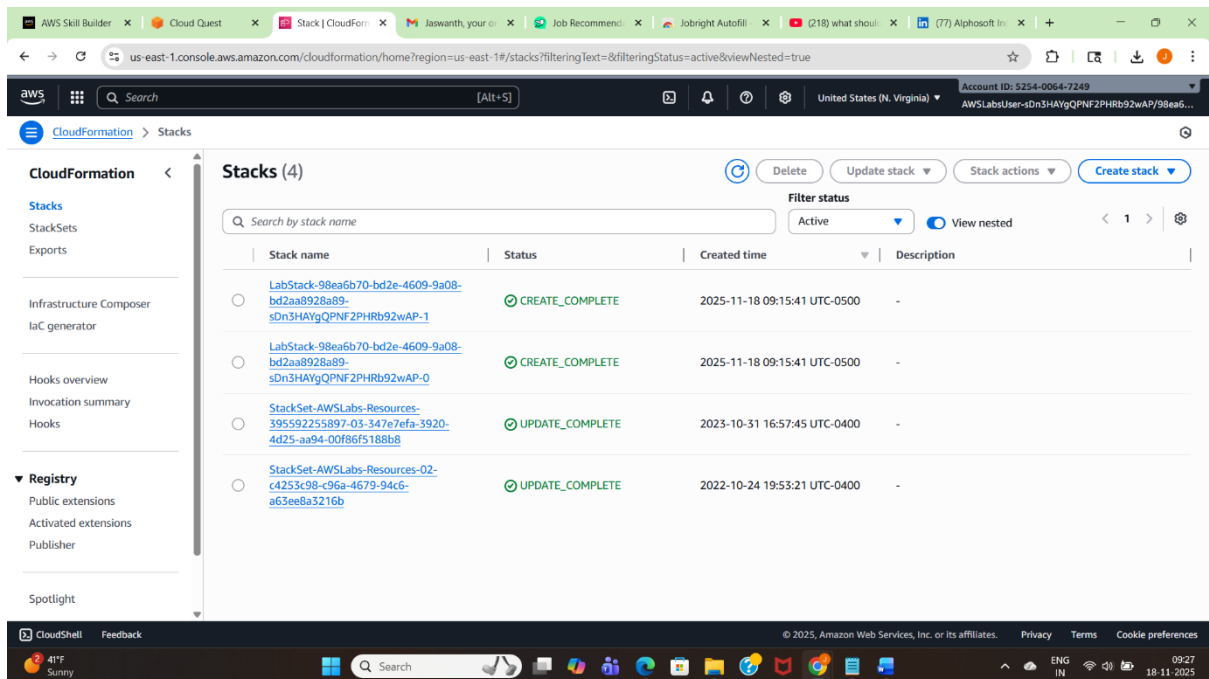 AWS Skill Builder
Cloud Quest
Stack | CloudForm
Jaswanth, your or
Job Recommend
Jobright Autofill -
(218) what shoul
(77) Alphosoft In
us-east-1.console.aws.amazon.com/cloudformation/home?region=us-east-1#/stacks?filteringText=&filteringStatus=active&viewNested=true
aws
Search
[Alt+S]
United States (N. Virginia)
Account ID: 5254-0064-7249
AWSLabsUser-sDn3HAYgQPNF2PHRb92wAP/98ea6...
CloudFormation > Stacks
CloudFormation
Stacks
StackSets
Exports
Infrastructure Composer
IaC generator
Hooks overview
Invocation summary
Hooks
Registry
Public extensions
Activated extensions
Publisher
Spotlight
Stacks (4)
Delete
Update stack
Stack actions
Create stack
Filter status
Search by stack name
Active
View nested
1
Stack name
Status
Created time
Description
LabStack-98ea6b70-bd2e-4609-9a08-
bd2aa8928a89-
sDn3HAYgQPNF2PHRb92wAP-1
CREATE_COMPLETE
2025-11-18 09:15:41 UTC-0500
-
LabStack-98ea6b70-bd2e-4609-9a08-
bd2aa8928a89-
sDn3HAYgQPNF2PHRb92wAP-0
CREATE_COMPLETE
2025-11-18 09:15:41 UTC-0500
-
StackSet-AWSLabs-Resources-
395592255897-03-347e7efa-3920-
4d25-aa94-00f86f5188b8
UPDATE_COMPLETE
2023-10-31 16:57:45 UTC-0400
-
StackSet-AWSLabs-Resources-02-
c4253c98-c96a-4679-94c6-
a63ee8a3216b
UPDATE_COMPLETE
2022-10-24 19:53:21 UTC-0400
-
CloudShell
Feedback
© 2025, Amazon Web Services, Inc. or its affiliates.
Privacy
Terms
Cookie preferences
2
41°F
Sunny
Search
ENG
IN
09:27
18-11-2025